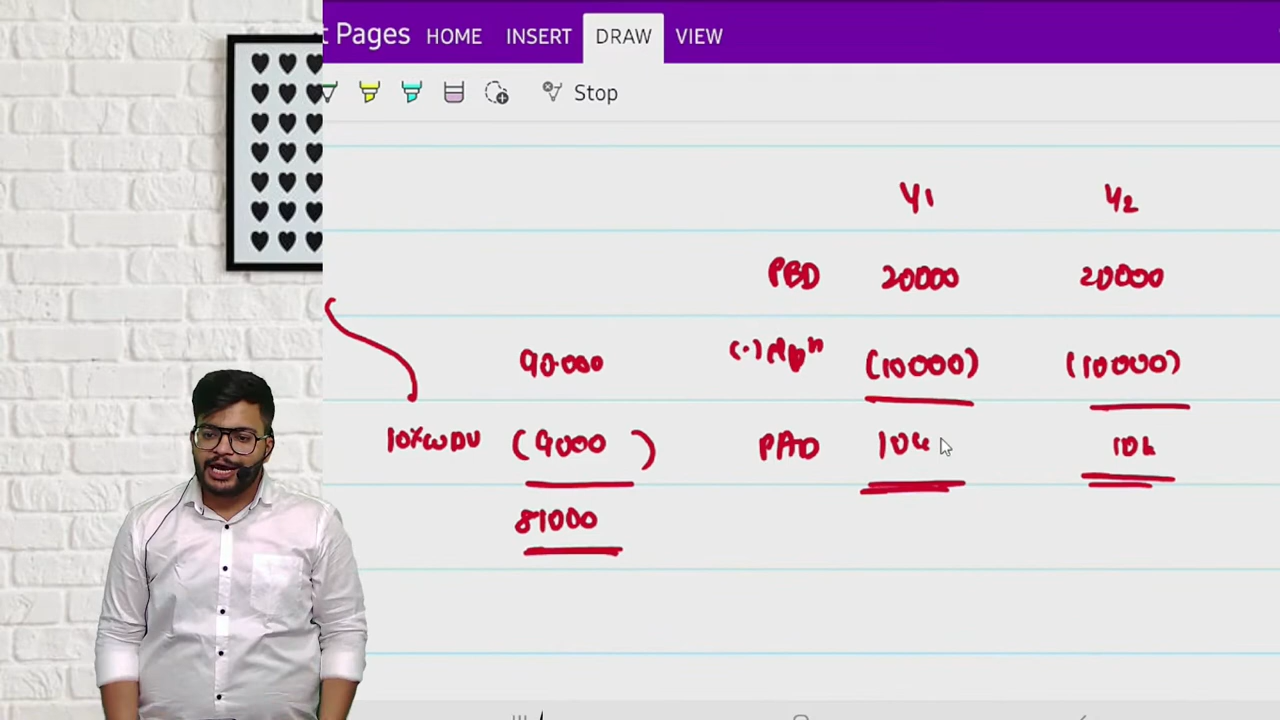 t Pages HOME INSERT DRAW VIEW
Stop
Y1 Y2
PBD 20000 20000
90000 (-) Depn (10000) (10000)
10% WDV (9000) PAD 10k 10k
81000